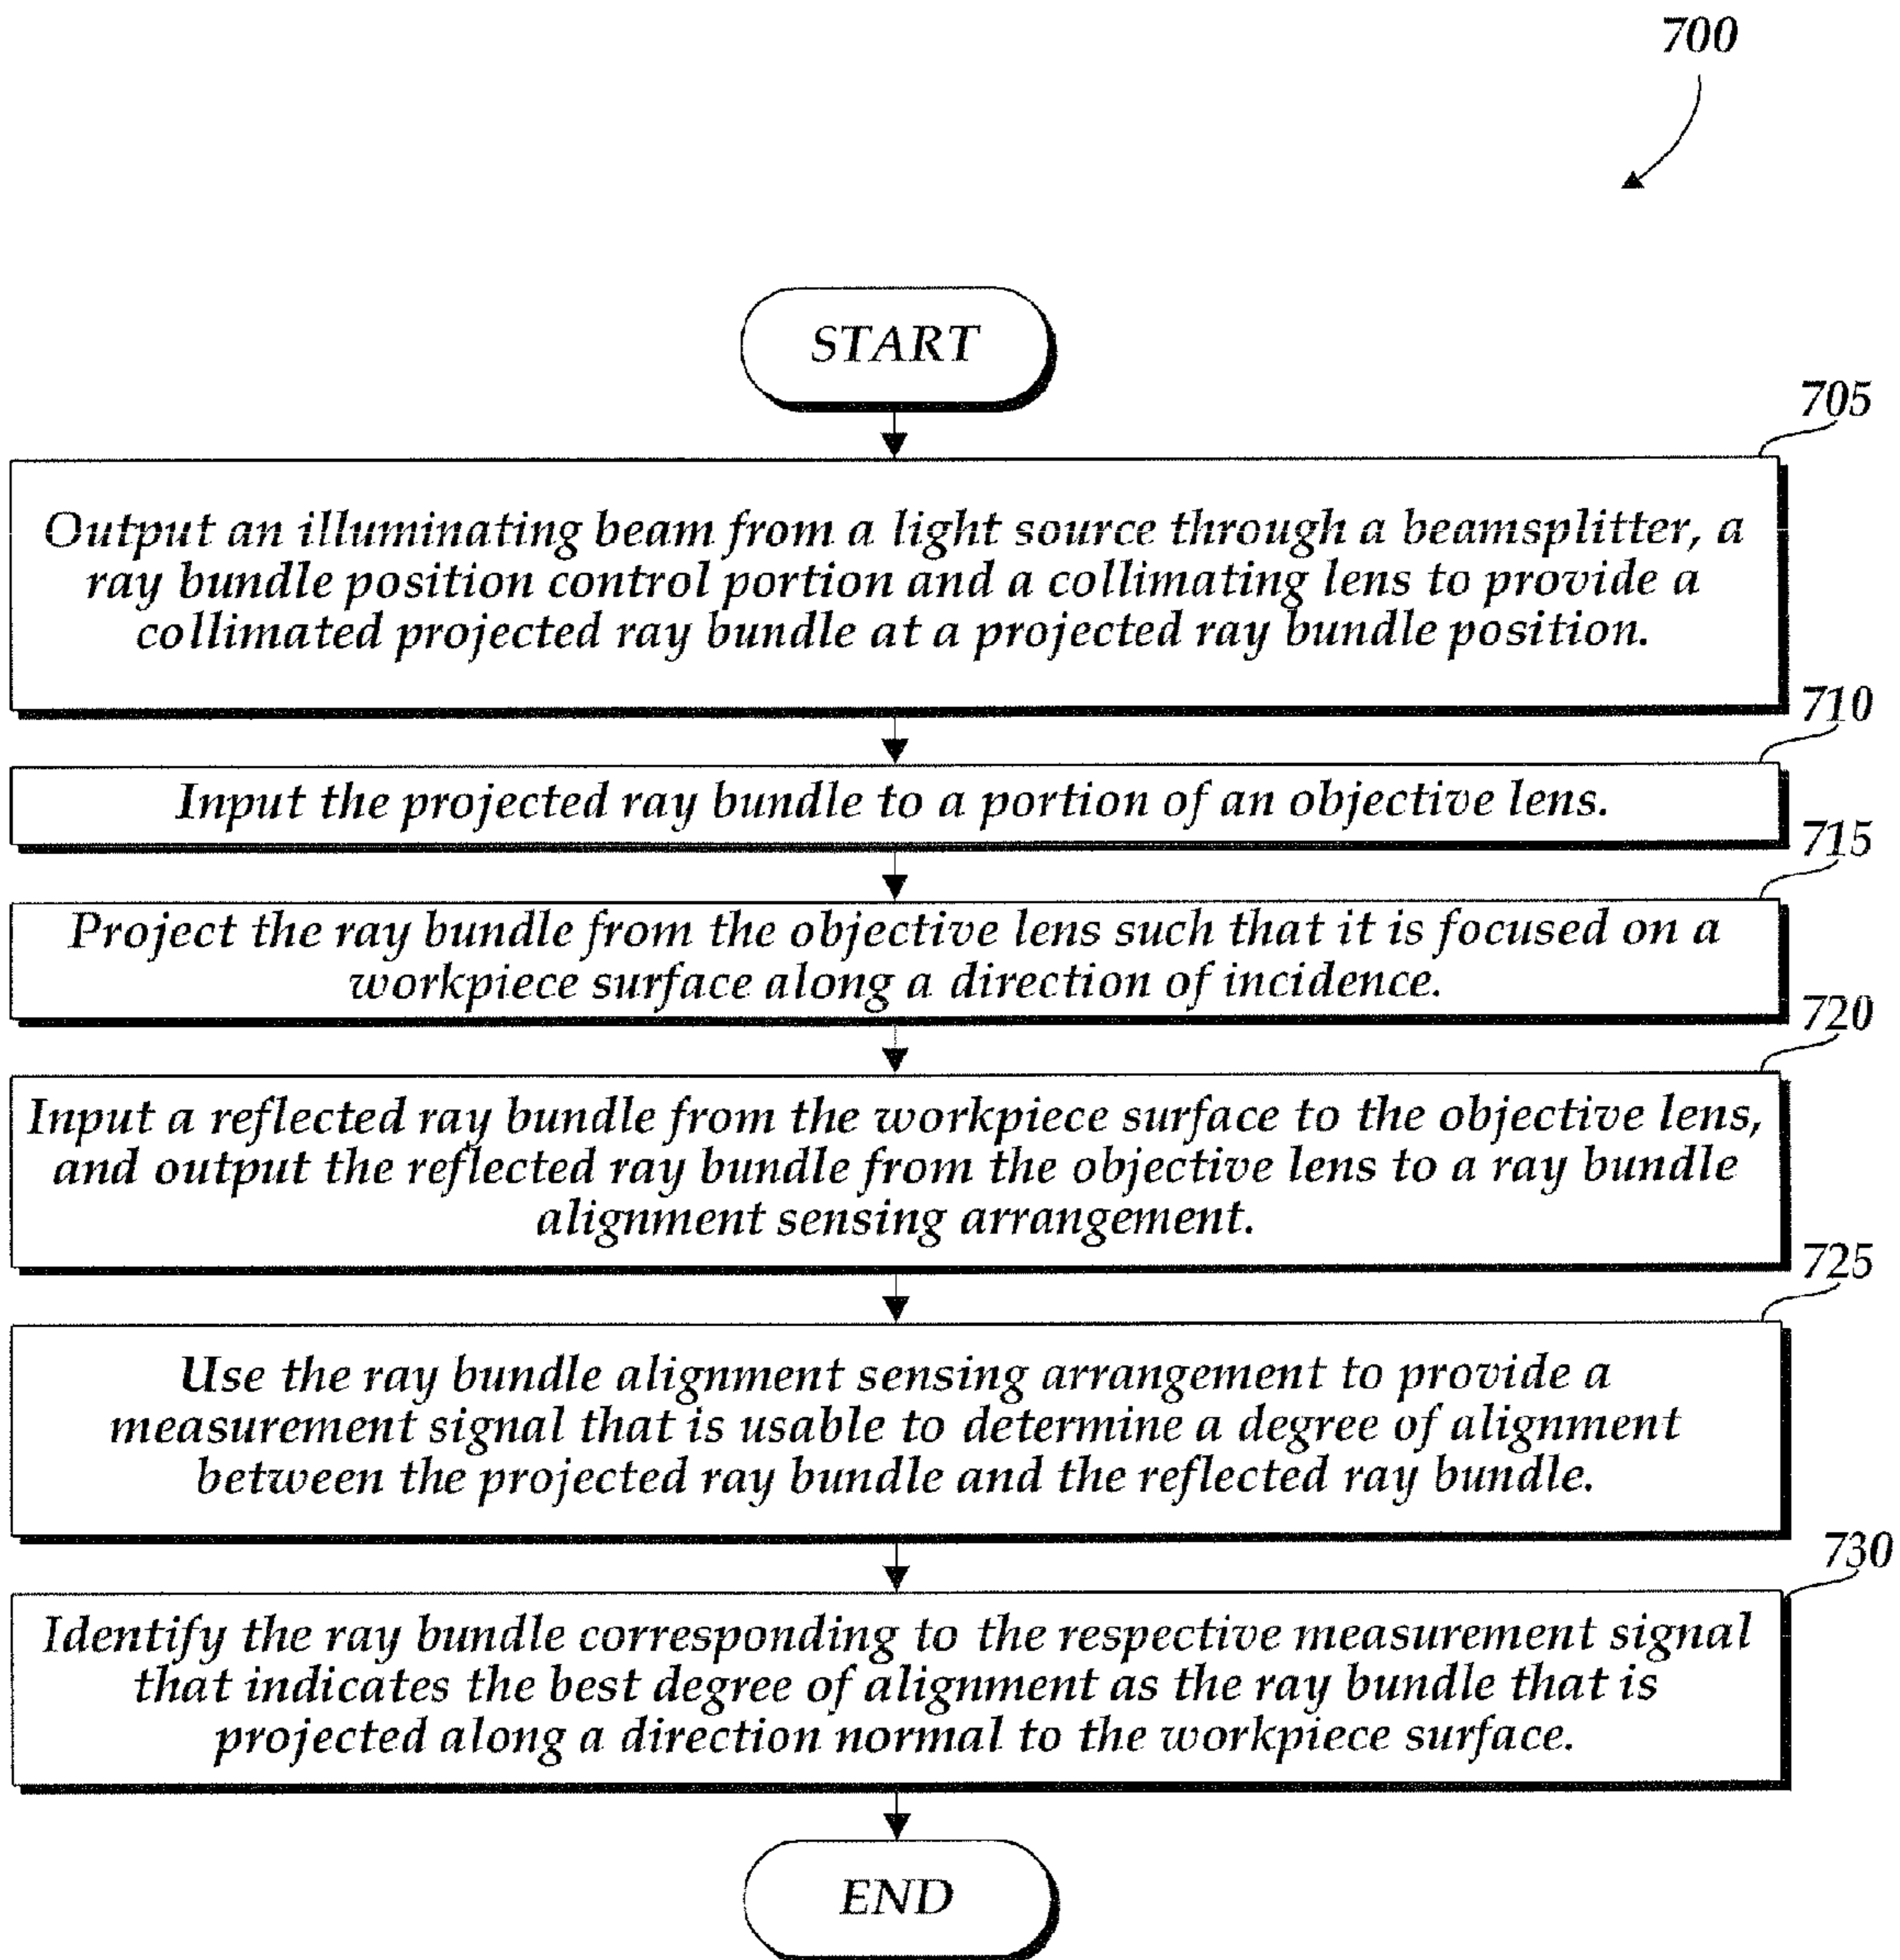 700
START
705
Output an illuminating beam from a light source through a beamsplitter, a
ray bundle position control portion and a collimating lens to provide a
collimated projected ray bundle at a projected ray bundle position.
710
Input the projected ray bundle to a portion of an objective lens.
715
Project the ray bundle from the objective lens such that it is focused on a
workpiece surface along a direction of incidence.
720
Input a reflected ray bundle from the workpiece surface to the objective lens,
and output the reflected ray bundle from the objective lens to a ray bundle
alignment sensing arrangement.
725
Use the ray bundle alignment sensing arrangement to provide a
measurement signal that is usable to determine a degree of alignment
between the projected ray bundle and the reflected ray bundle.
730
Identify the ray bundle corresponding to the respective measurement signal
that indicates the best degree of alignment as the ray bundle that is
projected along a direction normal to the workpiece surface.
END